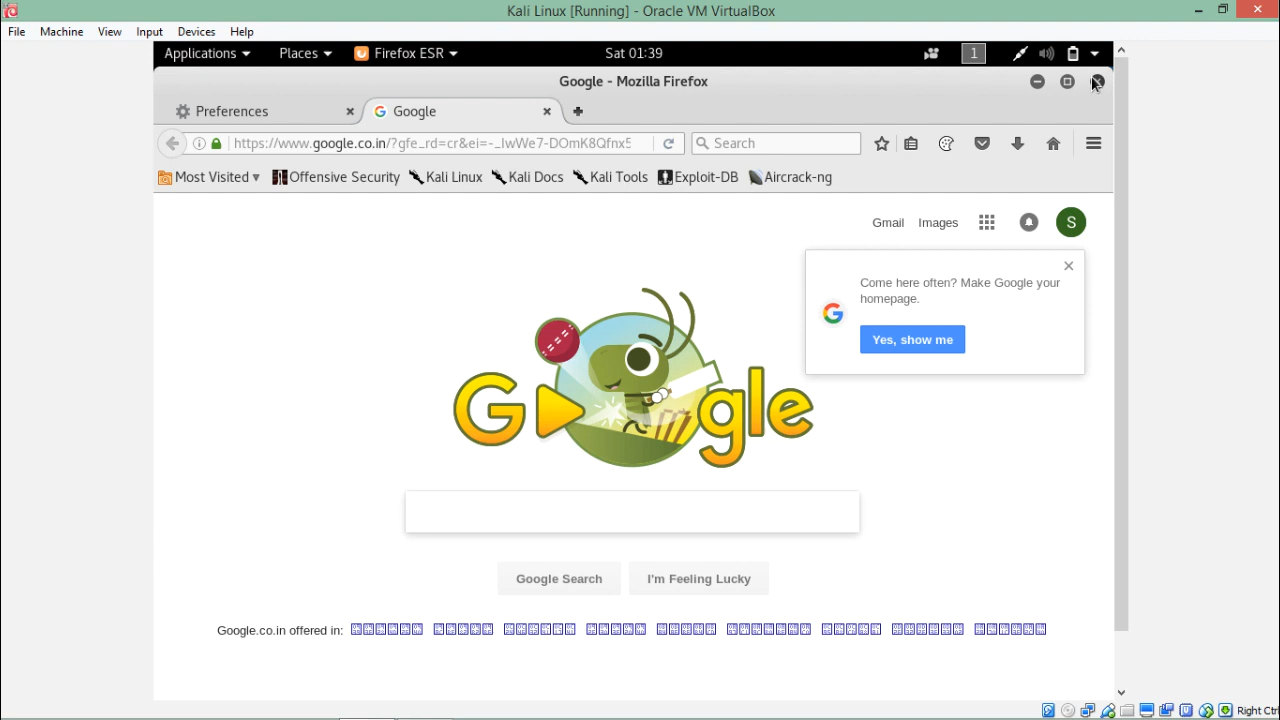 Kali Linux [Running] - Oracle VM VirtualBox
File Machine View Input Devices Help
Applications Places Firefox ESR Sat 01:39 1
Google - Mozilla Firefox
Preferences Google
https://www.google.co.in/?gfe_rd=cr&ei=-_IwWe7-DOmK8Qfnx5 Search
Most Visited Offensive Security Kali Linux Kali Docs Kali Tools Exploit-DB Aircrack-ng
Gmail Images S
Come here often? Make Google your
homepage.
Yes, show me
G gle
Google Search I'm Feeling Lucky
Google.co.in offered in:
Right Ctrl